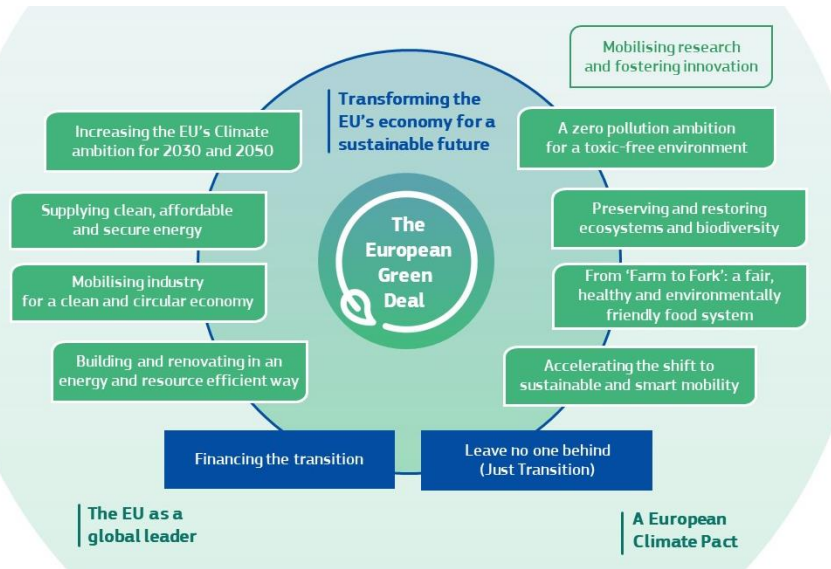 Mobilising research
and fostering innovation
Transforming the
EU's economy for a
sustainable future
Increasing the EU's Climate
ambition for 2030 and 2050
A zero pollution ambition
for a toxic-free environment
Supplying clean, affordable
and secure energy
Preserving and restoring
ecosystems and biodiversity
The
European
Green
Deal
Mobilising industry
for a clean and circular economy
From ‘Farm to Fork’: a fair,
healthy and environmentally
friendly food system
Building and renovating in an
energy and resource efficient way
Accelerating the shift to
sustainable and smart mobility
Financing the transition
Leave no one behind
(Just Transition)
The EU as a
global leader
A European
Climate Pact